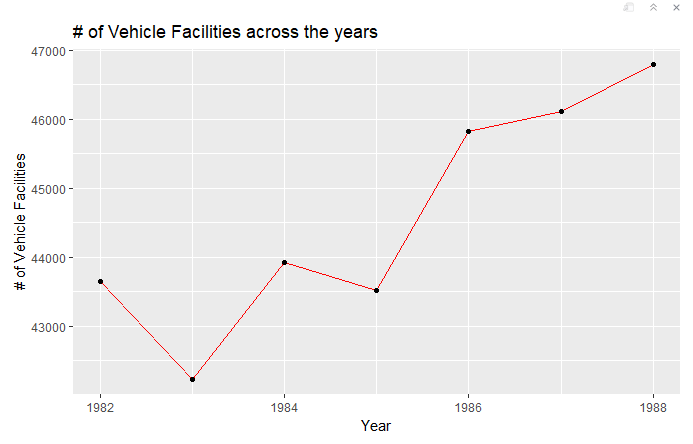 # of Vehicle Facilities across the years
47000
46000
45000
44000
43000
# of Vehicle Facilities
1982 1984 1986 1988
Year